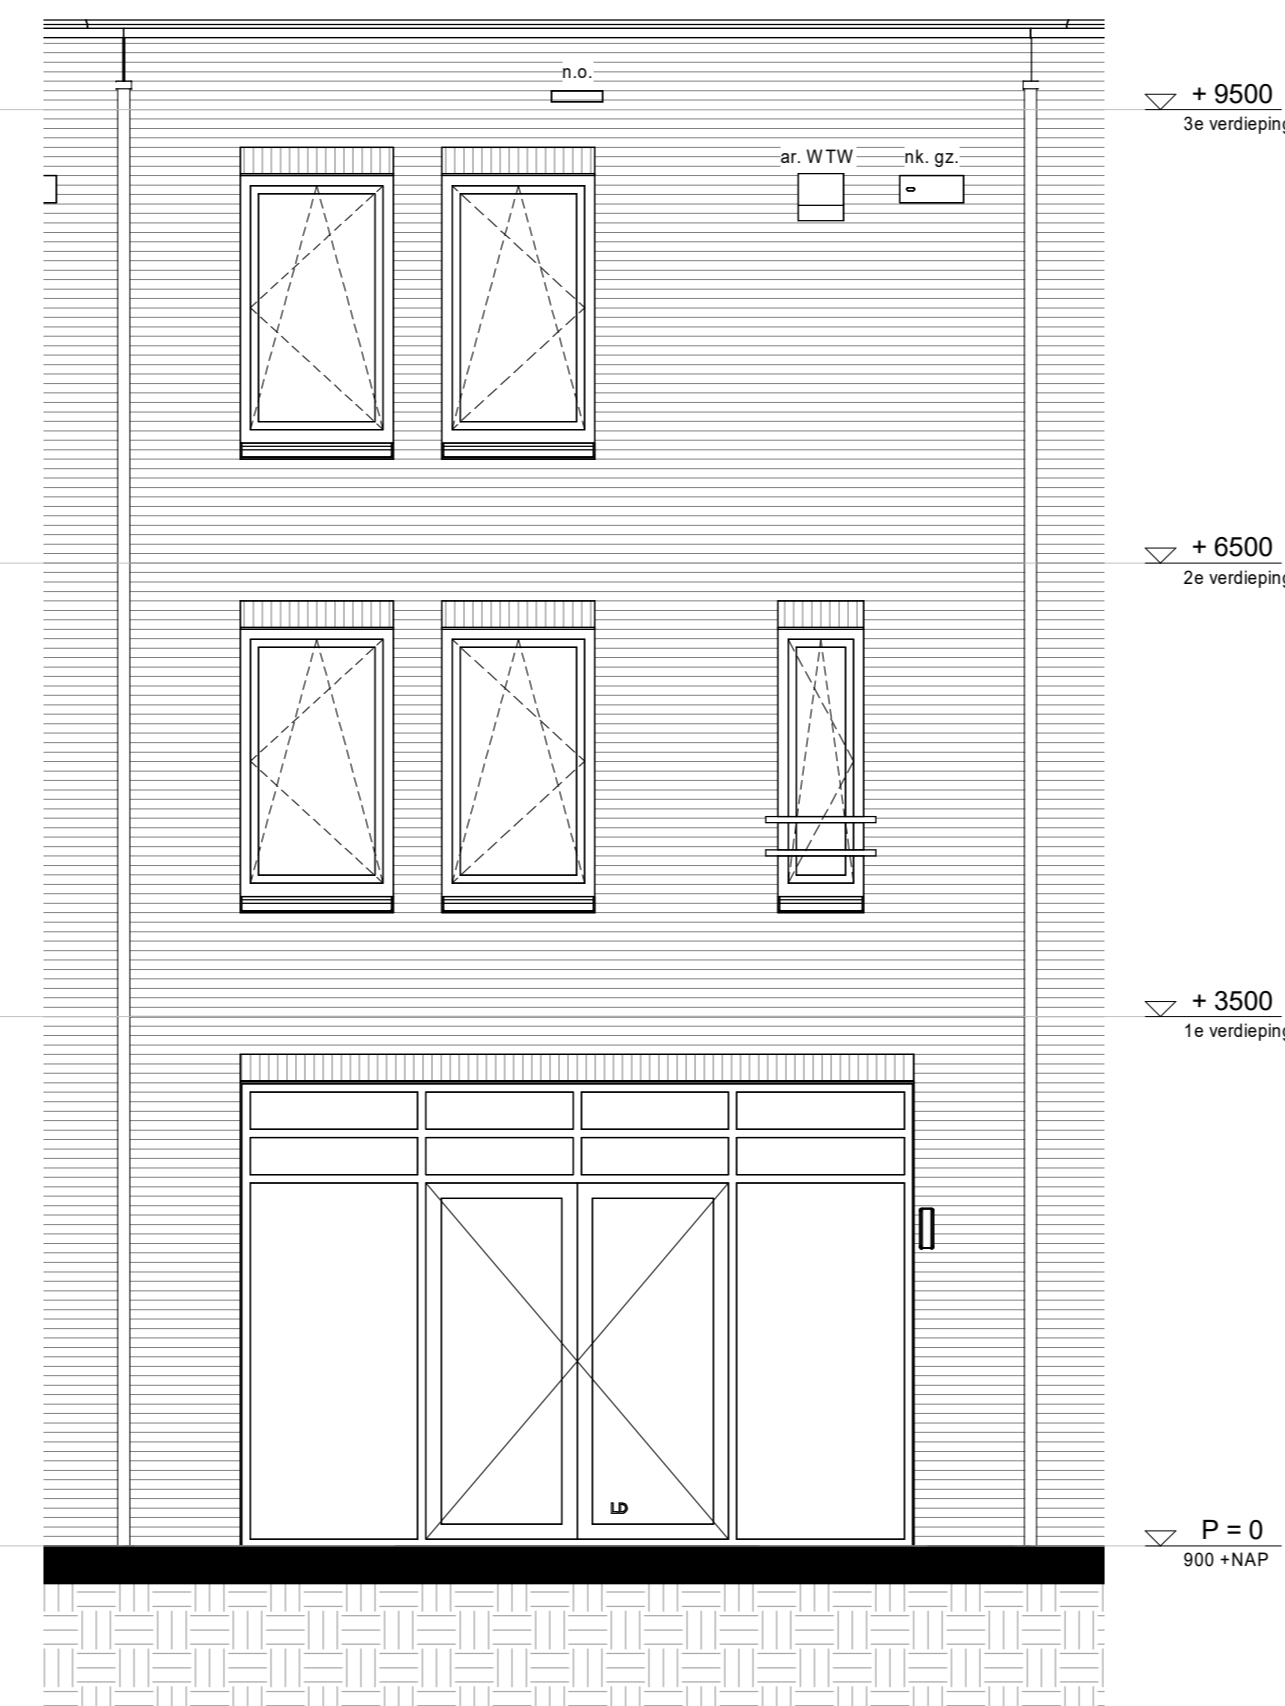 n.o.
+ 9500
3e verdieping
ar. WTW
nk. gz.
+ 6500
2e verdieping
+ 3500
1e verdieping
LD
P = 0
900 +NAP